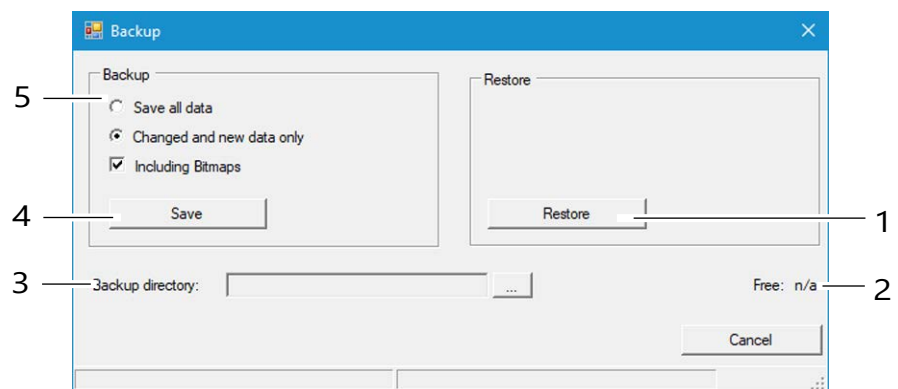 Backup
Backup
5
Save all data
Changed and new data only
Including Bitmaps
4
Save
Restore
Restore
1
3
Backup directory:
...
Free: n/a
2
Cancel